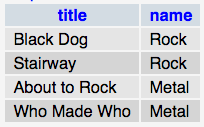 title name
Black Dog Rock
Stairway Rock
About to Rock Metal
Who Made Who Metal